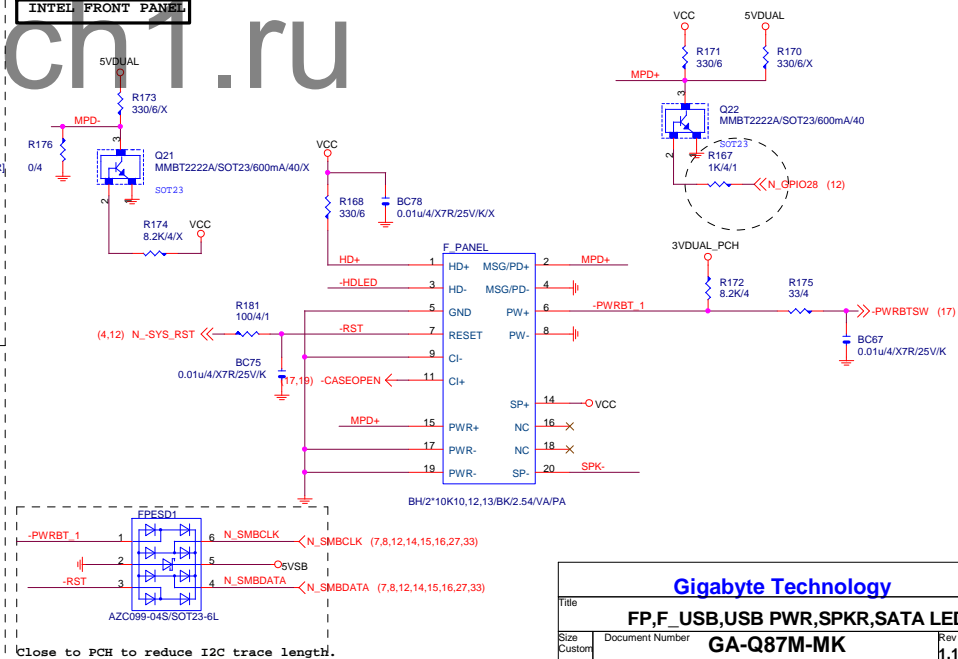 INTEL FRONT PANEL
ch1.ru
5VDUAL
R173
330/6/X
MPD-
R176
0/4
3
Q21
MMBT2222A/SOT23/600mA/40/X
SOT23
2
R174
8.2K/4/X
VCC
VCC
5VDUAL
R171
330/6
R170
330/6/X
MPD+
3
Q22
MMBT2222A/SOT23/600mA/40
SOT23
2
R167
1K/4/1
N_GPIO28 (12)
VCC
R168
330/6
BC78
0.01u/4/X7R/25V/K/X
3VDUAL_PCH
R172
8.2K/4
R175
33/4
-PWRBTSW (17)
BC67
0.01u/4/X7R/25V/K
F_PANEL
HD+ 1 HD+ MSG/PD+ 2 MPD+
-HDLED 3 HD- MSG/PD- 4
5 GND PW+ 6 -PWRBT_1
R181
100/4/1
(4,12) N_-SYS_RST -RST 7 RESET PW- 8
BC75
0.01u/4/X7R/25V/K
9 CI-
(17,19) -CASEOPEN 11 CI+
SP+ 14 VCC
MPD+ 15 PWR+ NC 16
17 PWR- NC 18
19 PWR- SP- 20 SPK-
BH/2*10K10,12,13/BK/2.54/VA/PA
FPESD1
-PWRBT_1 1 6 N_SMBCLK N_SMBCLK (7,8,12,14,15,16,27,33)
2 5 5VSB
-RST 3 4 N_SMBDATA N_SMBDATA (7,8,12,14,15,16,27,33)
AZC099-04S/SOT23-6L
Close to PCH to reduce I2C trace length.
Gigabyte Technology
Title
FP,F_USB,USB PWR,SPKR,SATA LED
Size
Custom
Document Number
GA-Q87M-MK
Rev
1.1